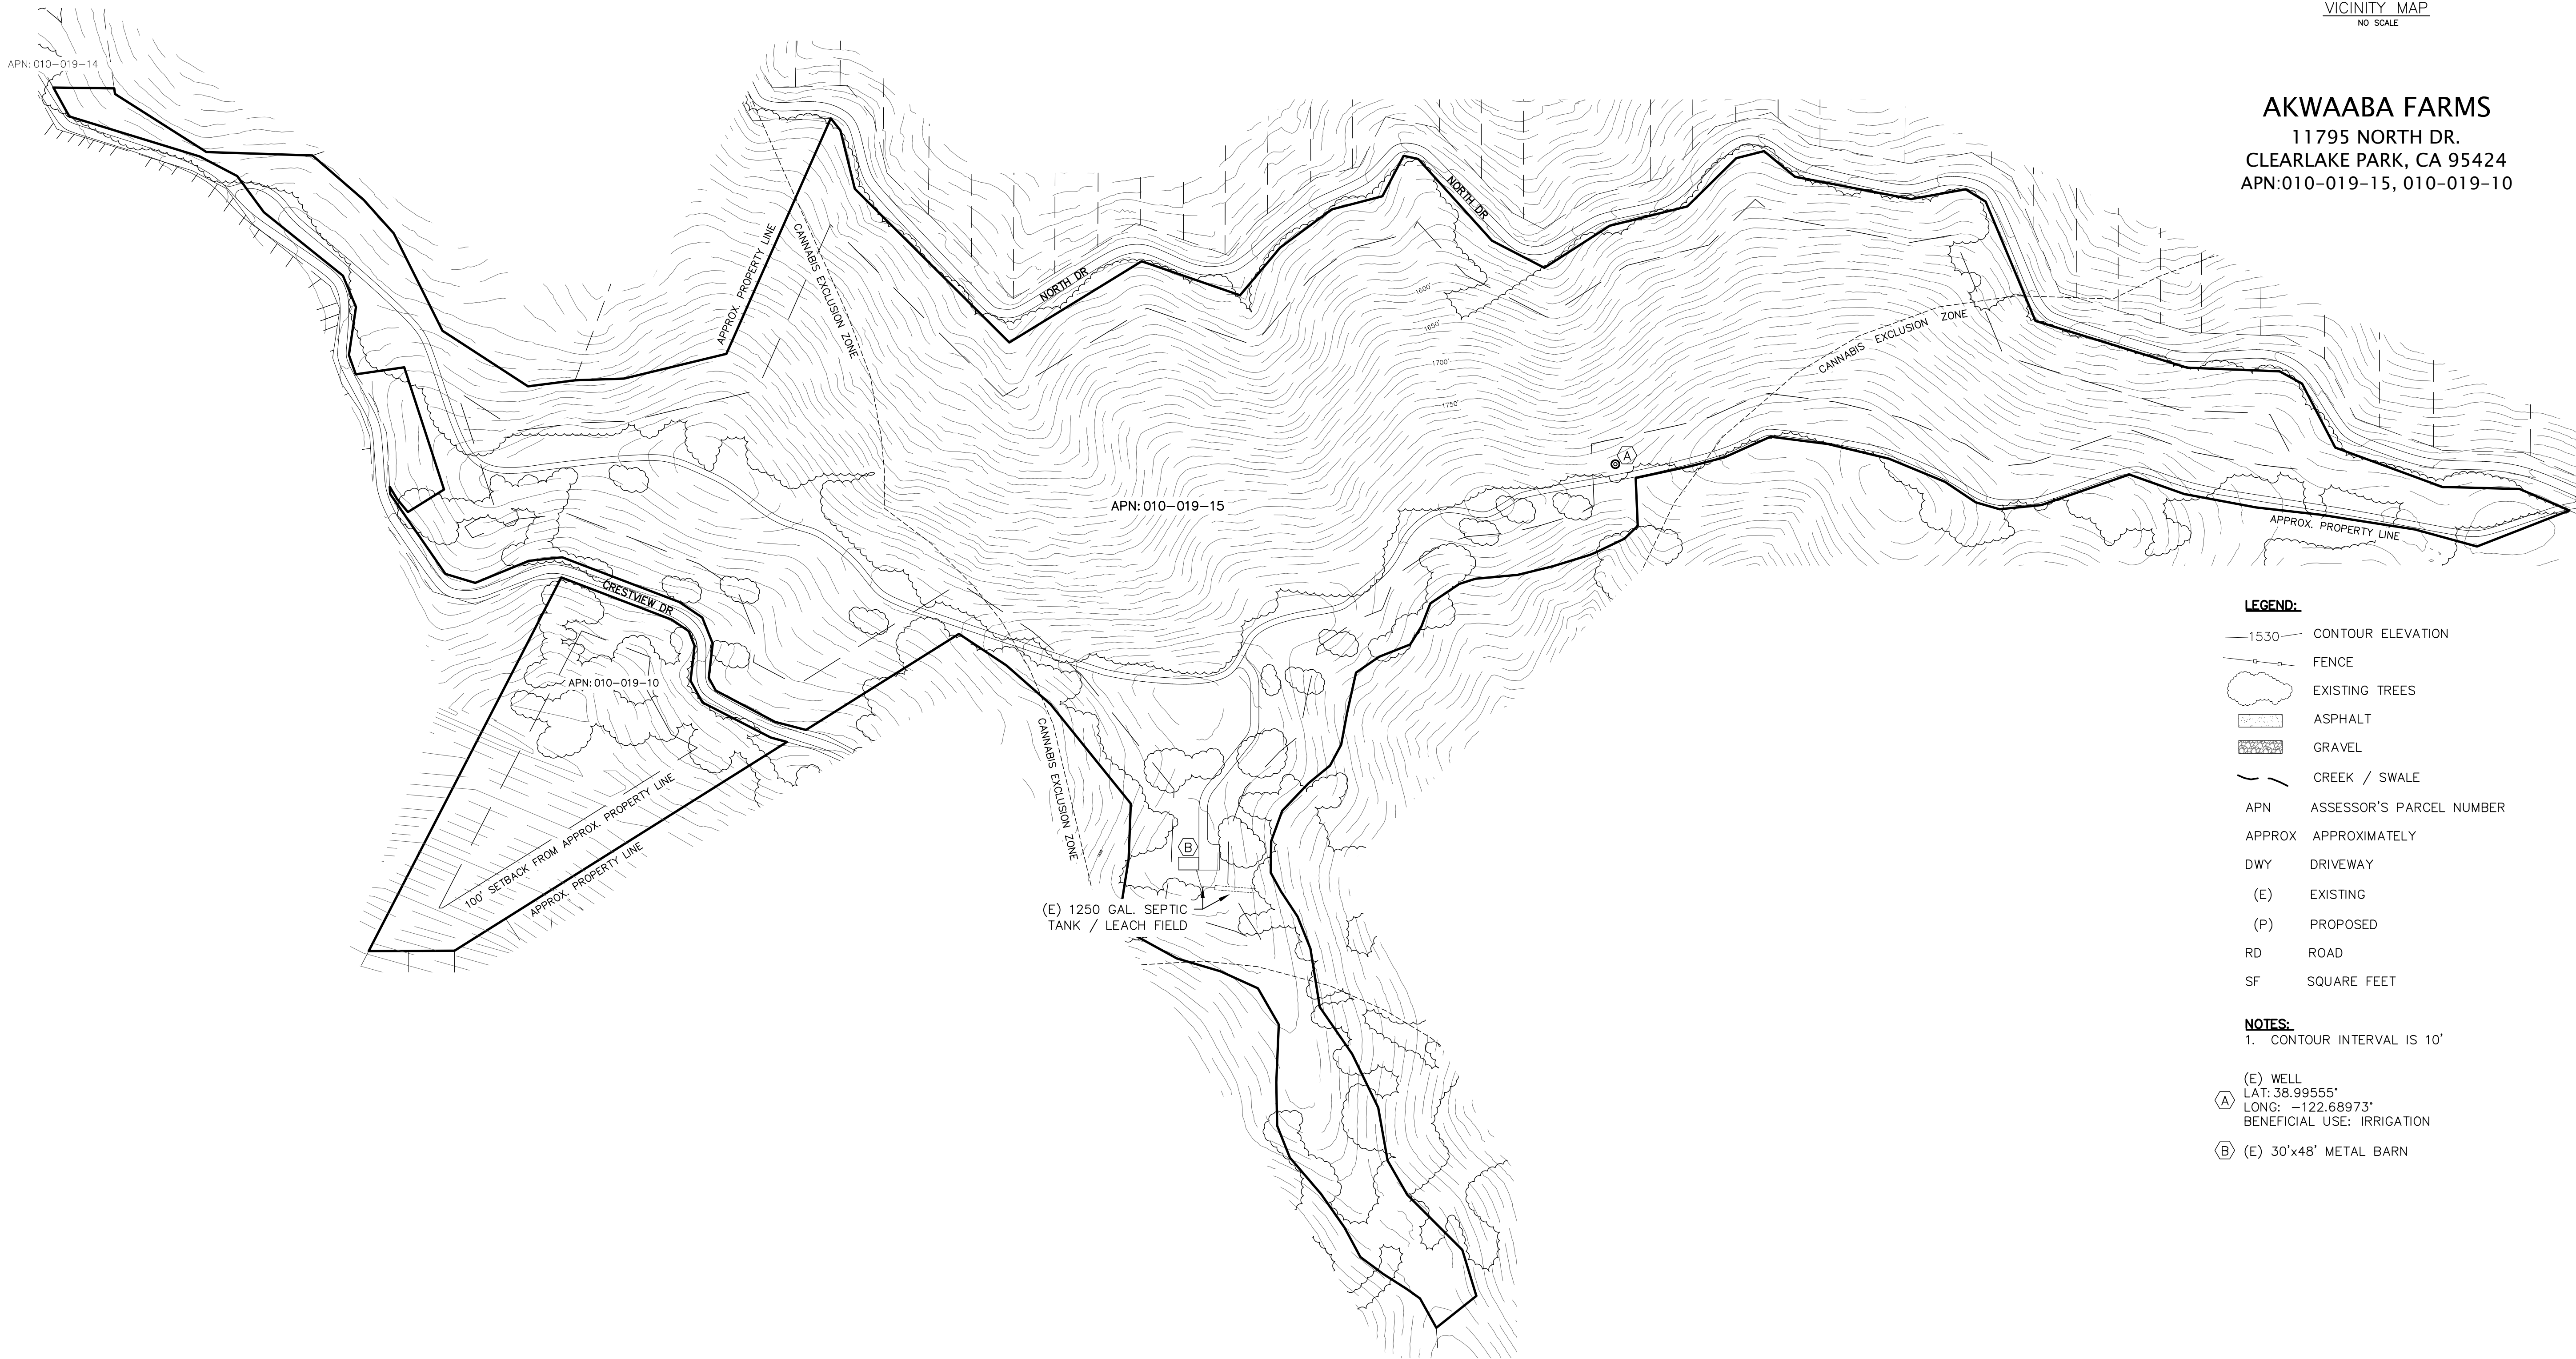 VICINITY MAP
NO SCALE
AKWAABA FARMS
11795 NORTH DR.
CLEARLAKE PARK, CA 95424
APN:010-019-15, 010-019-10
APN: 010-019-14
APPROX. PROPERTY LINE
CANNABIS EXCLUSION ZONE
NORTH DR
NORTH DR
1600'
1650'
1700'
1750'
CANNABIS EXCLUSION ZONE
APN: 010-019-15
A
APPROX. PROPERTY LINE
CRESTVIEW DR
APN: 010-019-10
100' SETBACK FROM APPROX. PROPERTY LINE
APPROX. PROPERTY LINE
CANNABIS EXCLUSION ZONE
B
(E) 1250 GAL. SEPTIC
TANK / LEACH FIELD
LEGEND:
1530 CONTOUR ELEVATION
FENCE
EXISTING TREES
ASPHALT
GRAVEL
CREEK / SWALE
APN ASSESSOR'S PARCEL NUMBER
APPROX APPROXIMATELY
DWY DRIVEWAY
(E) EXISTING
(P) PROPOSED
RD ROAD
SF SQUARE FEET
NOTES:
1. CONTOUR INTERVAL IS 10'
(E) WELL
A LAT: 38.99555°
LONG: -122.68973°
BENEFICIAL USE: IRRIGATION
B (E) 30'x48' METAL BARN